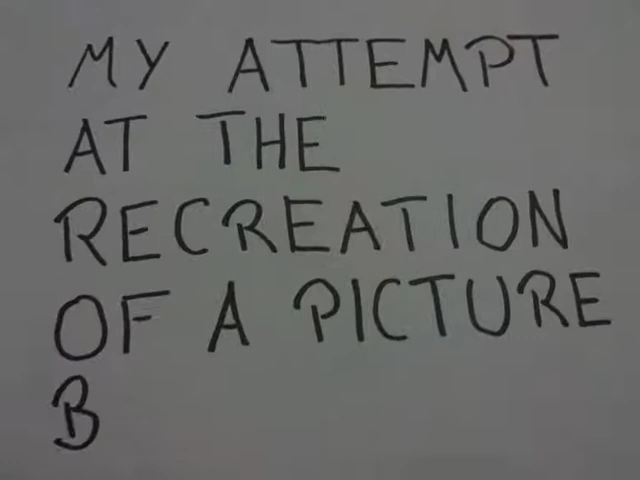 MY ATTEMPT
AT THE
RECREATION
OF A PICTURE
B